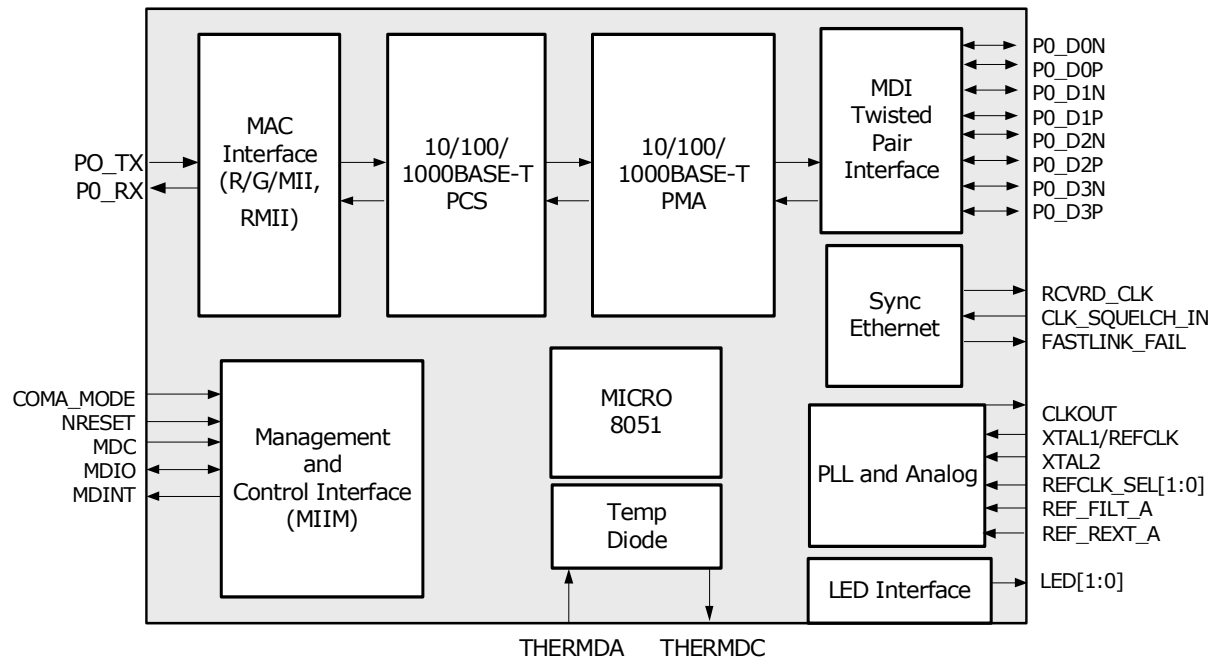 PO_TX
P0_RX
MAC
Interface
(R/G/MII,
RMII)
10/100/
1000BASE-T
PCS
10/100/
1000BASE-T
PMA
MDI
Twisted
Pair
Interface
P0_D0N
P0_D0P
P0_D1N
P0_D1P
P0_D2N
P0_D2P
P0_D3N
P0_D3P
Sync
Ethernet
RCVRD_CLK
CLK_SQUELCH_IN
FASTLINK_FAIL
COMA_MODE
NRESET
MDC
MDIO
MDINT
Management
and
Control Interface
(MIIM)
MICRO
8051
Temp
Diode
PLL and Analog
CLKOUT
XTAL1/REFCLK
XTAL2
REFCLK_SEL[1:0]
REF_FILT_A
REF_REXT_A
LED Interface
LED[1:0]
THERMDA
THERMDC